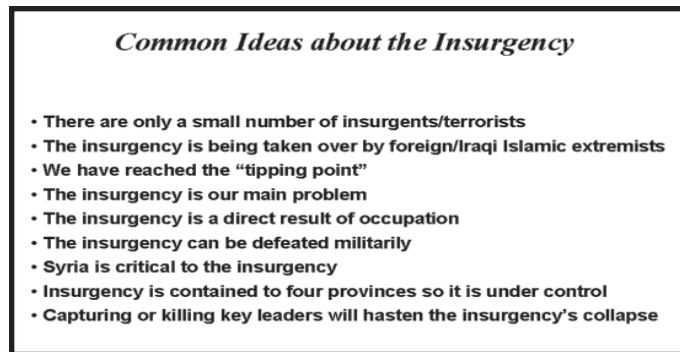 Common Ideas about the Insurgency
• There are only a small number of insurgents/terrorists
• The insurgency is being taken over by foreign/Iraqi Islamic extremists
• We have reached the “tipping point”
• The insurgency is our main problem
• The insurgency is a direct result of occupation
• The insurgency can be defeated militarily
• Syria is critical to the insurgency
• Insurgency is contained to four provinces so it is under control
• Capturing or killing key leaders will hasten the insurgency’s collapse